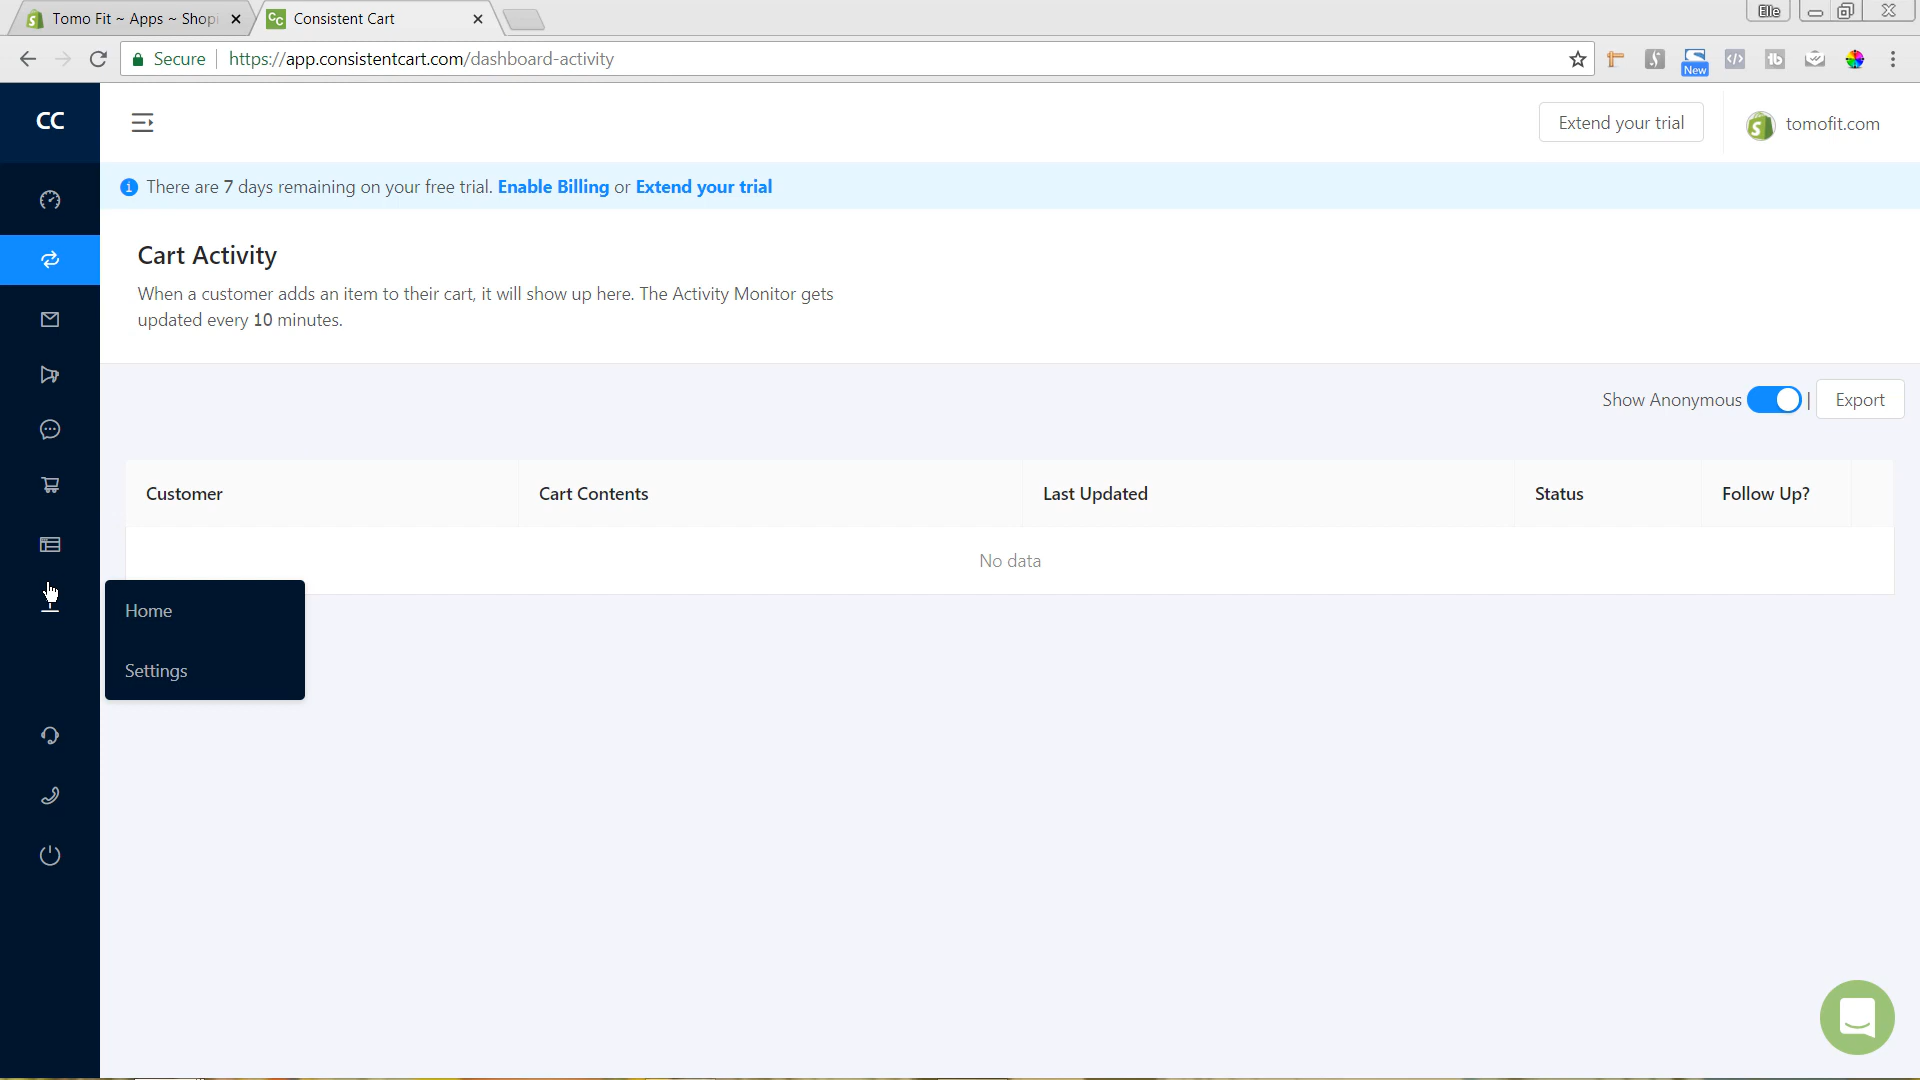 Tomo Fit ~ Apps ~ Shopi
Consistent Cart
Elle
Secure
https://app.consistentcart.com/dashboard-activity
New
CC
Extend your trial
tomofit.com
There are 7 days remaining on your free trial. Enable Billing or Extend your trial
Cart Activity
When a customer adds an item to their cart, it will show up here. The Activity Monitor gets
updated every 10 minutes.
Show Anonymous | Export
Customer Cart Contents Last Updated Status Follow Up?
No data
Home
Settings